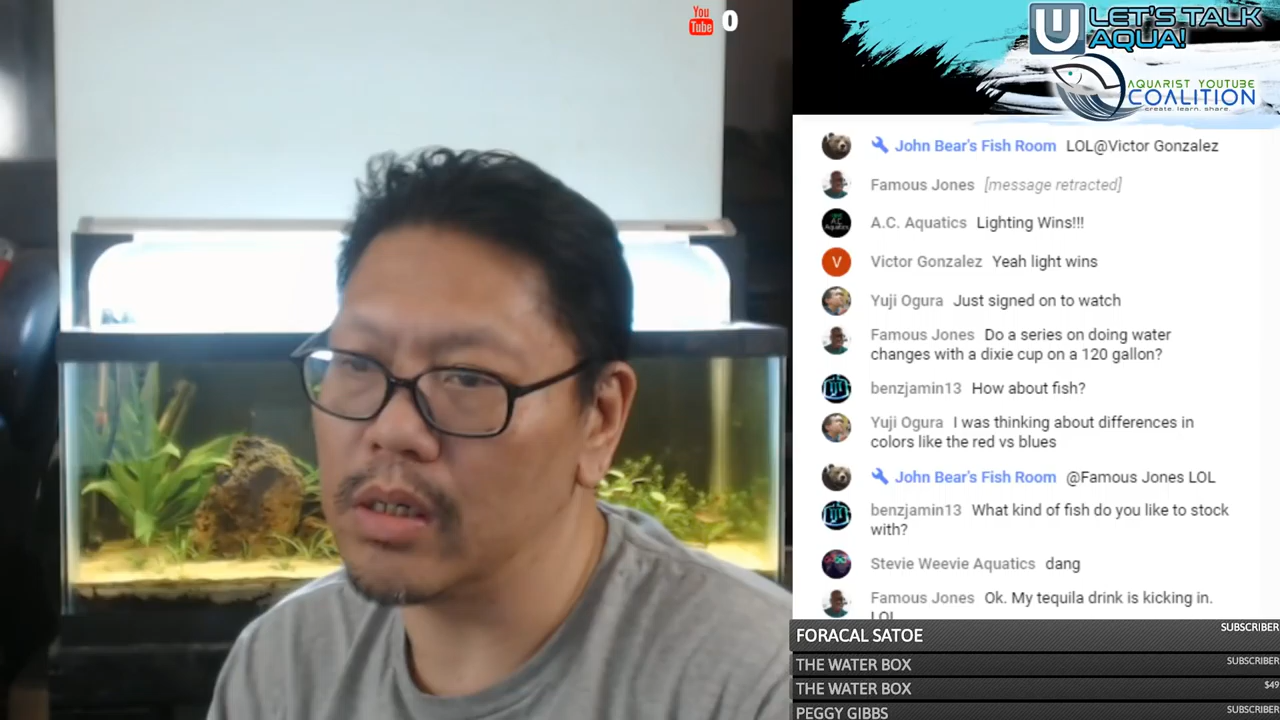 You
Tube 0
LET'S TALK
AQUA!
AQUARIST YOUTUBE
COALITION
create. learn. share.
John Bear's Fish Room LOL@Victor Gonzalez
Famous Jones [message retracted]
A.C. Aquatics Lighting Wins!!!
V Victor Gonzalez Yeah light wins
Yuji Ogura Just signed on to watch
Famous Jones Do a series on doing water
changes with a dixie cup on a 120 gallon?
benzjamin13 How about fish?
Yuji Ogura I was thinking about differences in
colors like the red vs blues
John Bear's Fish Room @Famous Jones LOL
benzjamin13 What kind of fish do you like to stock
with?
Stevie Weevie Aquatics dang
Famous Jones Ok. My tequila drink is kicking in.
LOL
FORACAL SATOE SUBSCRIBER
THE WATER BOX SUBSCRIBER
THE WATER BOX $49
PEGGY GIBBS SUBSCRIBER